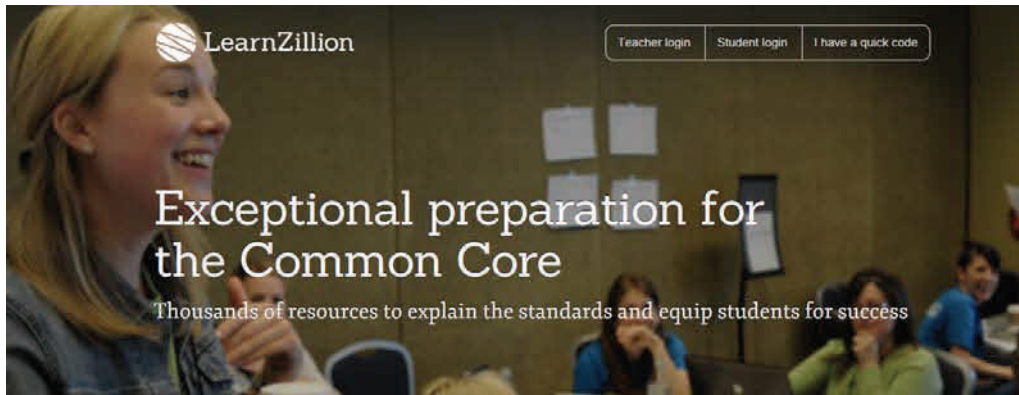 LearnZillion
Teacher login Student login I have a quick code
Exceptional preparation for
the Common Core
Thousands of resources to explain the standards and equip students for success